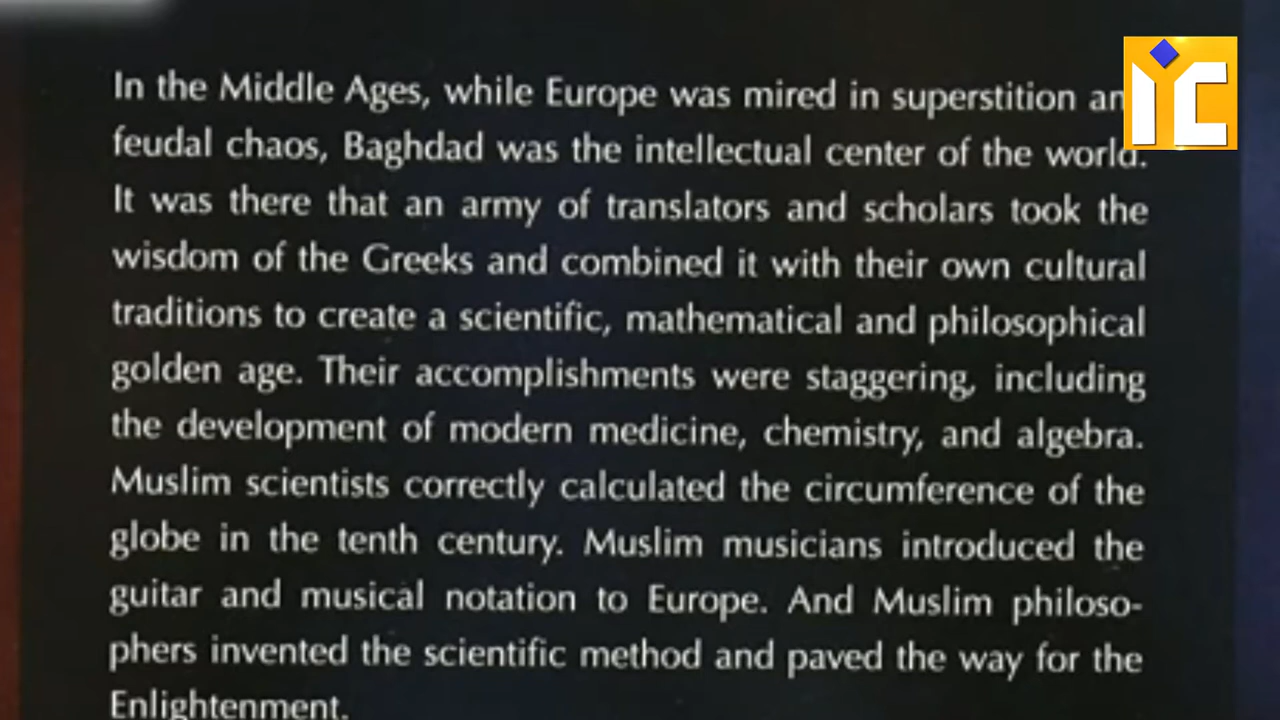 In the Middle Ages, while Europe was mired in superstition an
feudal chaos, Baghdad was the intellectual center of the world.
It was there that an army of translators and scholars took the
wisdom of the Greeks and combined it with their own cultural
traditions to create a scientific, mathematical and philosophical
golden age. Their accomplishments were staggering, including
the development of modern medicine, chemistry, and algebra.
Muslim scientists correctly calculated the circumference of the
globe in the tenth century. Muslim musicians introduced the
guitar and musical notation to Europe. And Muslim philoso-
phers invented the scientific method and paved the way for the
Enlightenment.
iYC